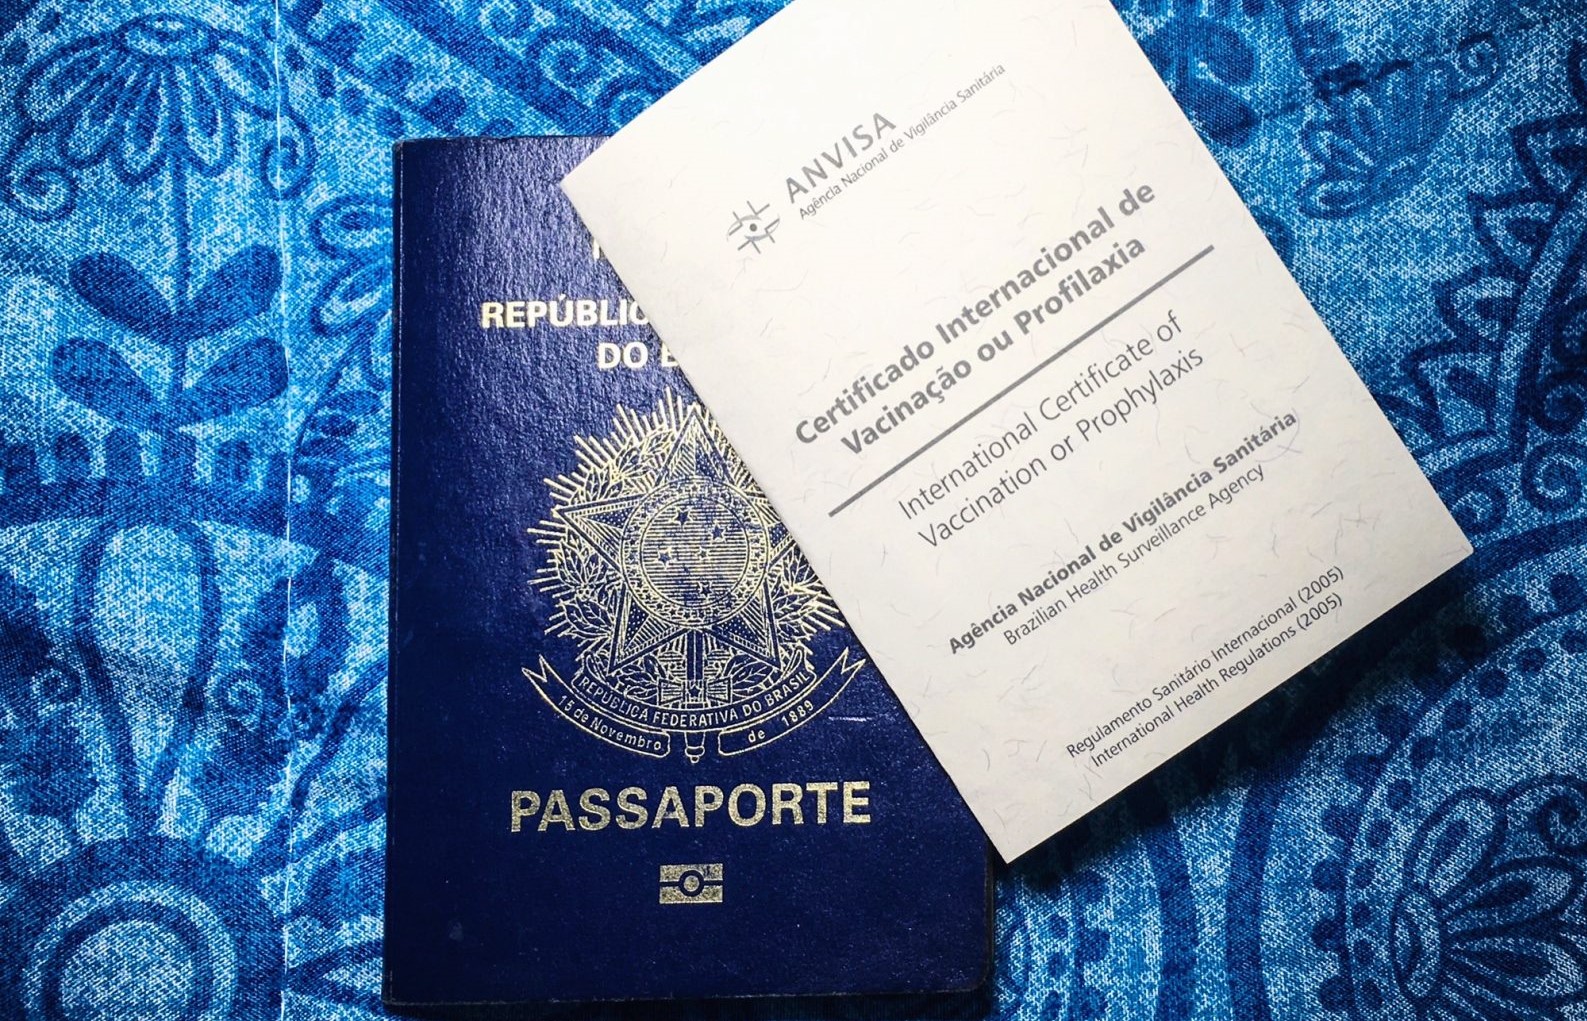 REPÚBLIC
DO
REPÚBLICA FEDERATIVA DO BRASIL
15 de Novembro
de 1889
PASSAPORTE
ANVISA
Agência Nacional de Vigilância Sanitária
Certificado Internacional de
Vacinação ou Profilaxia
International Certificate of
Vaccination or Prophylaxis
Agência Nacional de Vigilância Sanitária
Brazilian Health Surveillance Agency
Regulamento Sanitário Internacional (2005)
International Health Regulations (2005)